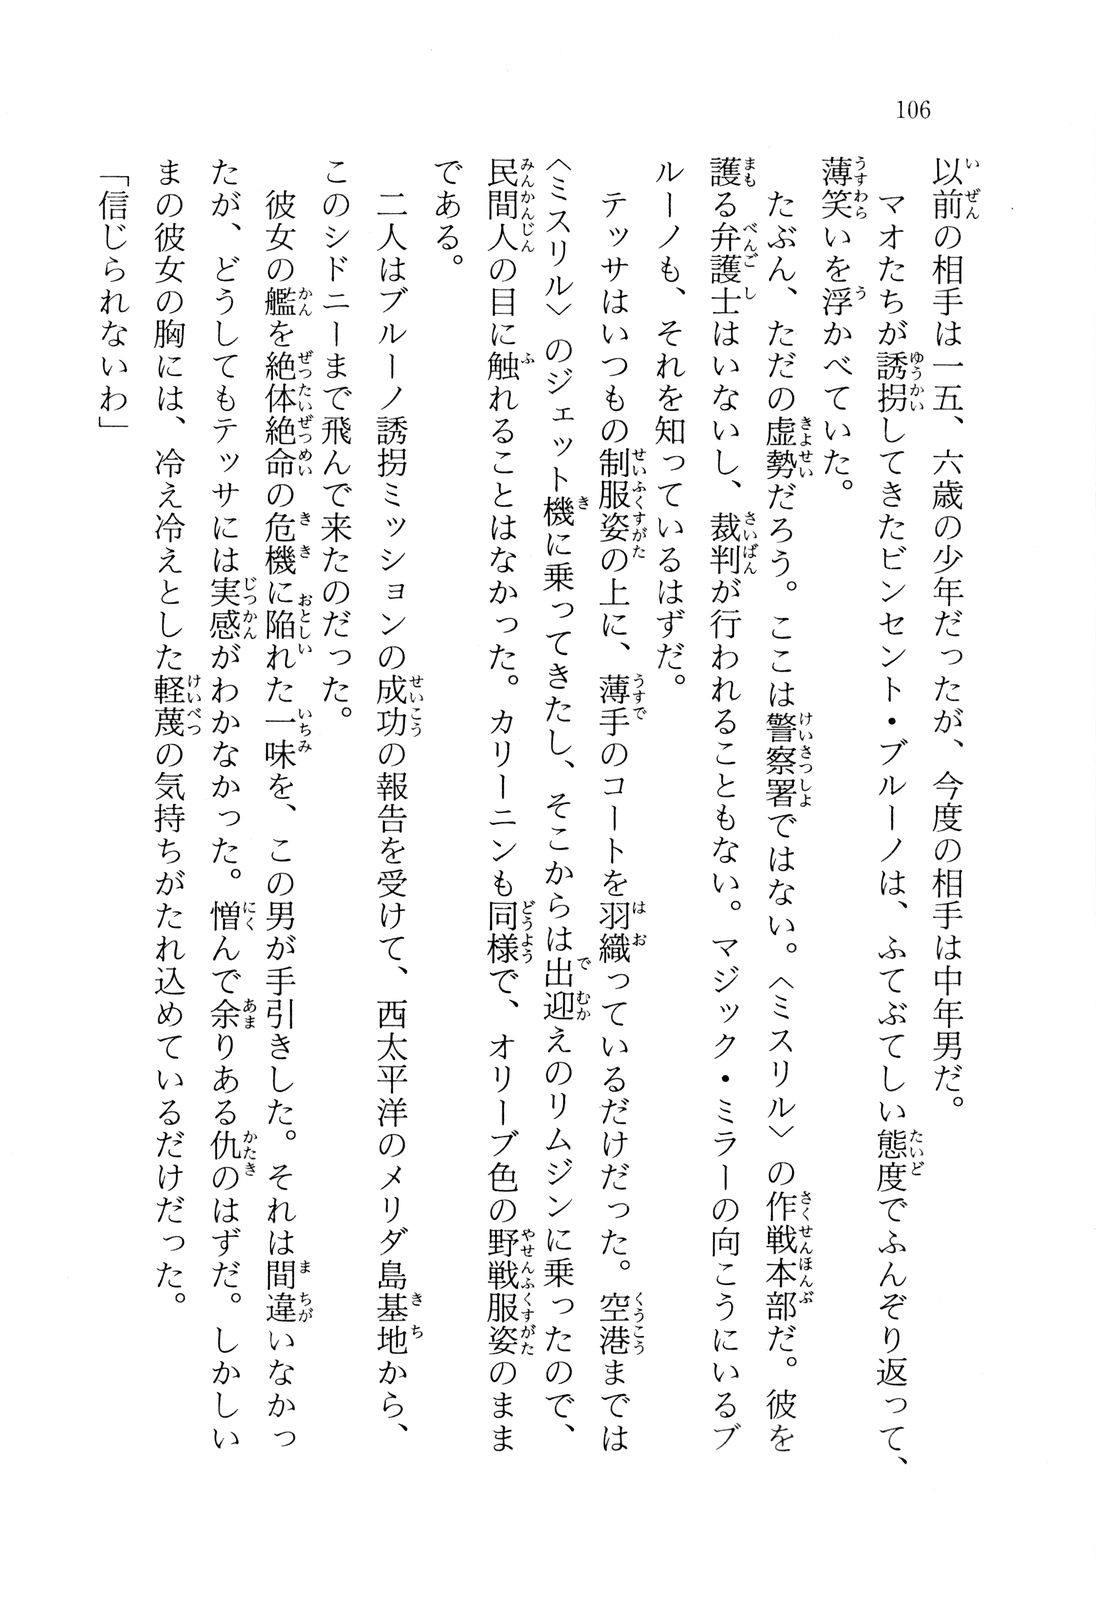 106
以前の相手は一五、六歳の少年だったが、今度の相手は中年男だ。
マオたちが誘拐してきたビンセント・ブルーノは、ふてぶてしい態度でふんぞり返って、
薄笑いを浮かべていた。
たぶん、ただの虚勢だろう。ここは警察署ではない。〈ミスリル〉の作戦本部だ。彼を
護る弁護士はいないし、裁判が行われることもない。マジック・ミラーの向こうにいるブ
ルーノも、それを知っているはずだ。
テッサはいつもの制服姿の上に、薄手のコートを羽織っているだけだった。空港までは
〈ミスリル〉のジェット機に乗ってきたし、そこからは出迎えのリムジンに乗ったので、
民間人の目に触れることはなかった。カリーニンも同様で、オリーブ色の野戦服姿のまま
である。
二人はブルーノ誘拐ミッションの成功の報告を受けて、西太平洋のメリダ島基地から、
このシドニーまで飛んで来たのだった。
彼女の艦を絶体絶命の危機に陥れた一味を、この男が手引きした。それは間違いなかっ
たが、どうしてもテッサには実感がわかなかった。憎んで余りある仇のはずだ。しかしい
まの彼女の胸には、冷え冷えとした軽蔑の気持ちがたれ込めているだけだった。
「信じられないわ」